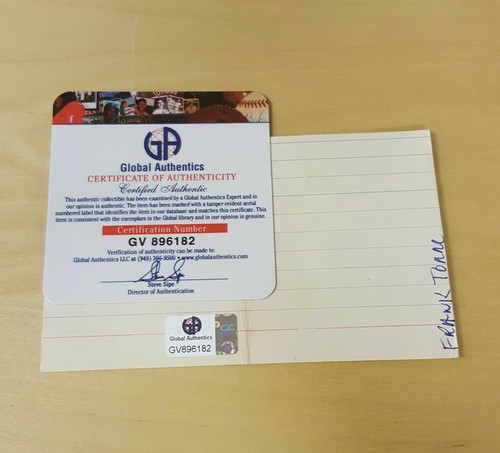 GA
Global Authentics
CERTIFICATE OF AUTHENTICITY
Certified Authentic
This authentic collectible has been examined by a Global Authentics Expert and in
our opinion is authentic. The item has been marked with a tamper evident serial
numbered label that identifies the item in our database and matches this certificate. This
item is consistent with the exemplars in the Global library and in our opinion is genuine.
Certification Number
GV 896182
Verification of authenticity can be made to:
Global Authentics LLC at (949) 366-9500 • www.globalauthentics.com
Steve Sipe
Steve Sipe
Director of Authentication
Global Authentics
GV896182
FRANK TORRE